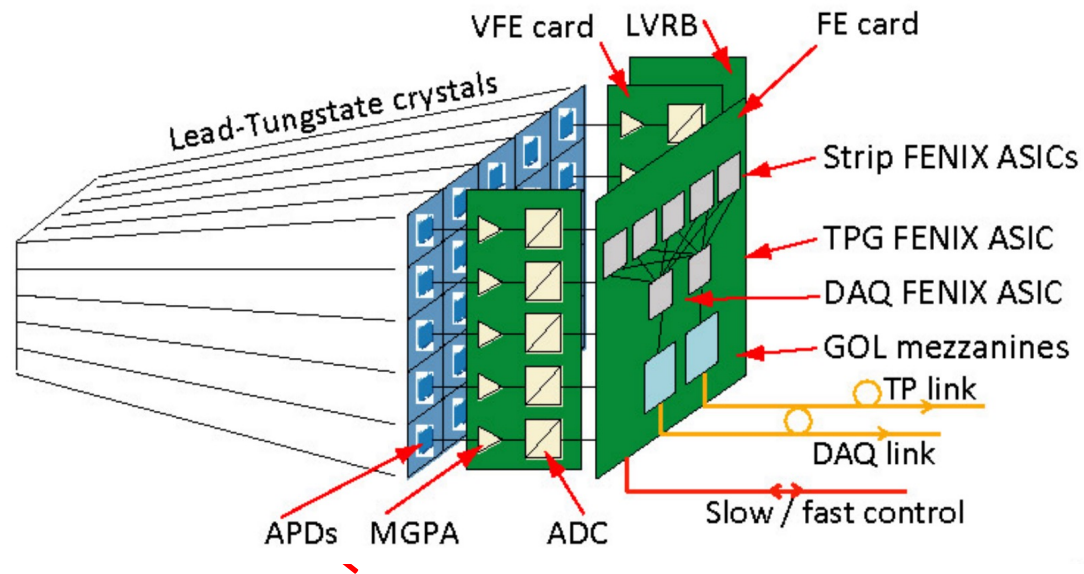 VFE card
LVRB
FE card
Lead-Tungstate crystals
Strip FENIX ASICs
TPG FENIX ASIC
DAQ FENIX ASIC
GOL mezzanines
TP link
DAQ link
Slow / fast control
APDs
MGPA
ADC